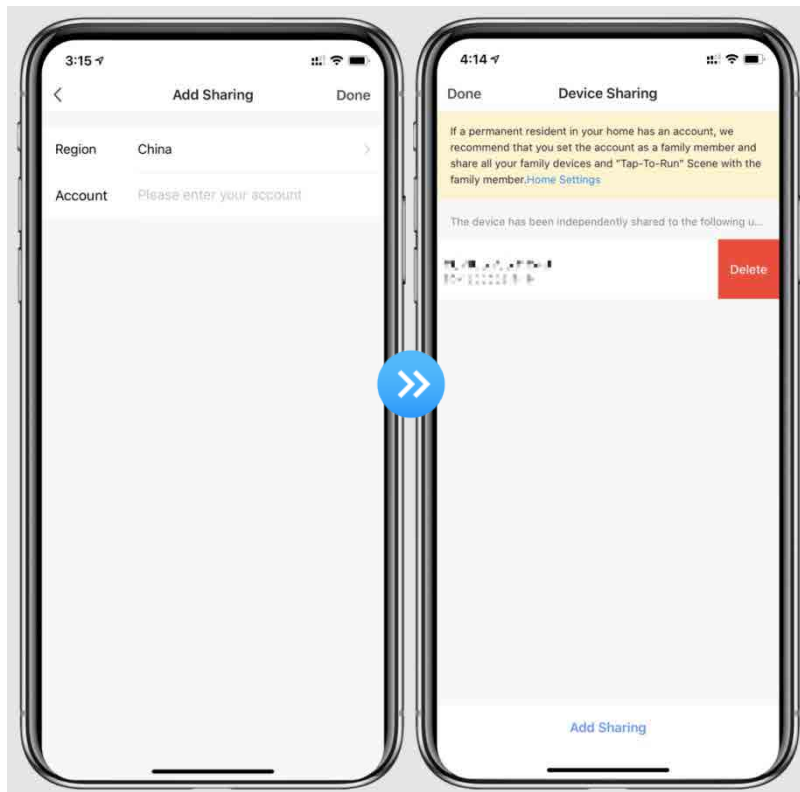 3:15
Add Sharing
Done
Region
China
Account
Please enter your account
4:14
Done
Device Sharing
If a permanent resident in your home has an account, we
recommend that you set the account as a family member and
share all your family devices and "Tap-To-Run" Scene with the
family member.Home Settings
The device has been independently shared to the following u...
Delete
Add Sharing